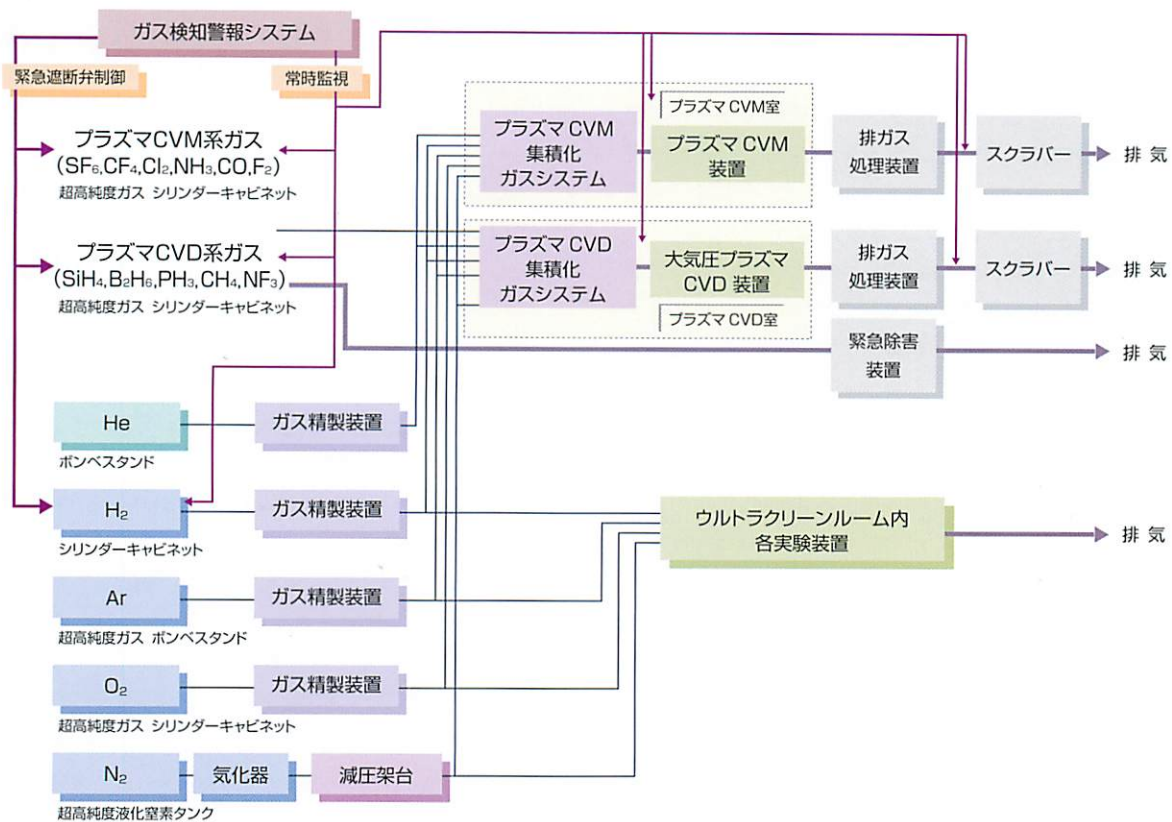 ガス検知警報システム
緊急遮断弁制御
常時監視
プラズマCVM系ガス
(SF₆,CF₄,Cl₂,NH₃,CO,F₂)
超高純度ガス シリンダーキャビネット
プラズマCVD系ガス
(SiH₄,B₂H₆,PH₃,CH₄,NF₃)
超高純度ガス シリンダーキャビネット
プラズマ CVM
集積化
ガスシステム
プラズマ CVM室
プラズマ CVM
装置
排ガス
処理装置
スクラバー
排 気
プラズマ CVD
集積化
ガスシステム
大気圧プラズマ
CVD 装置
プラズマ CVD室
排ガス
処理装置
スクラバー
排 気
緊急除害
装置
排 気
He
ボンベスタンド
ガス精製装置
H₂
シリンダーキャビネット
ガス精製装置
ウルトラクリーンルーム内
各実験装置
排 気
Ar
超高純度ガス ボンベスタンド
ガス精製装置
O₂
超高純度ガス シリンダーキャビネット
ガス精製装置
N₂
超高純度液化窒素タンク
気化器
減圧架台